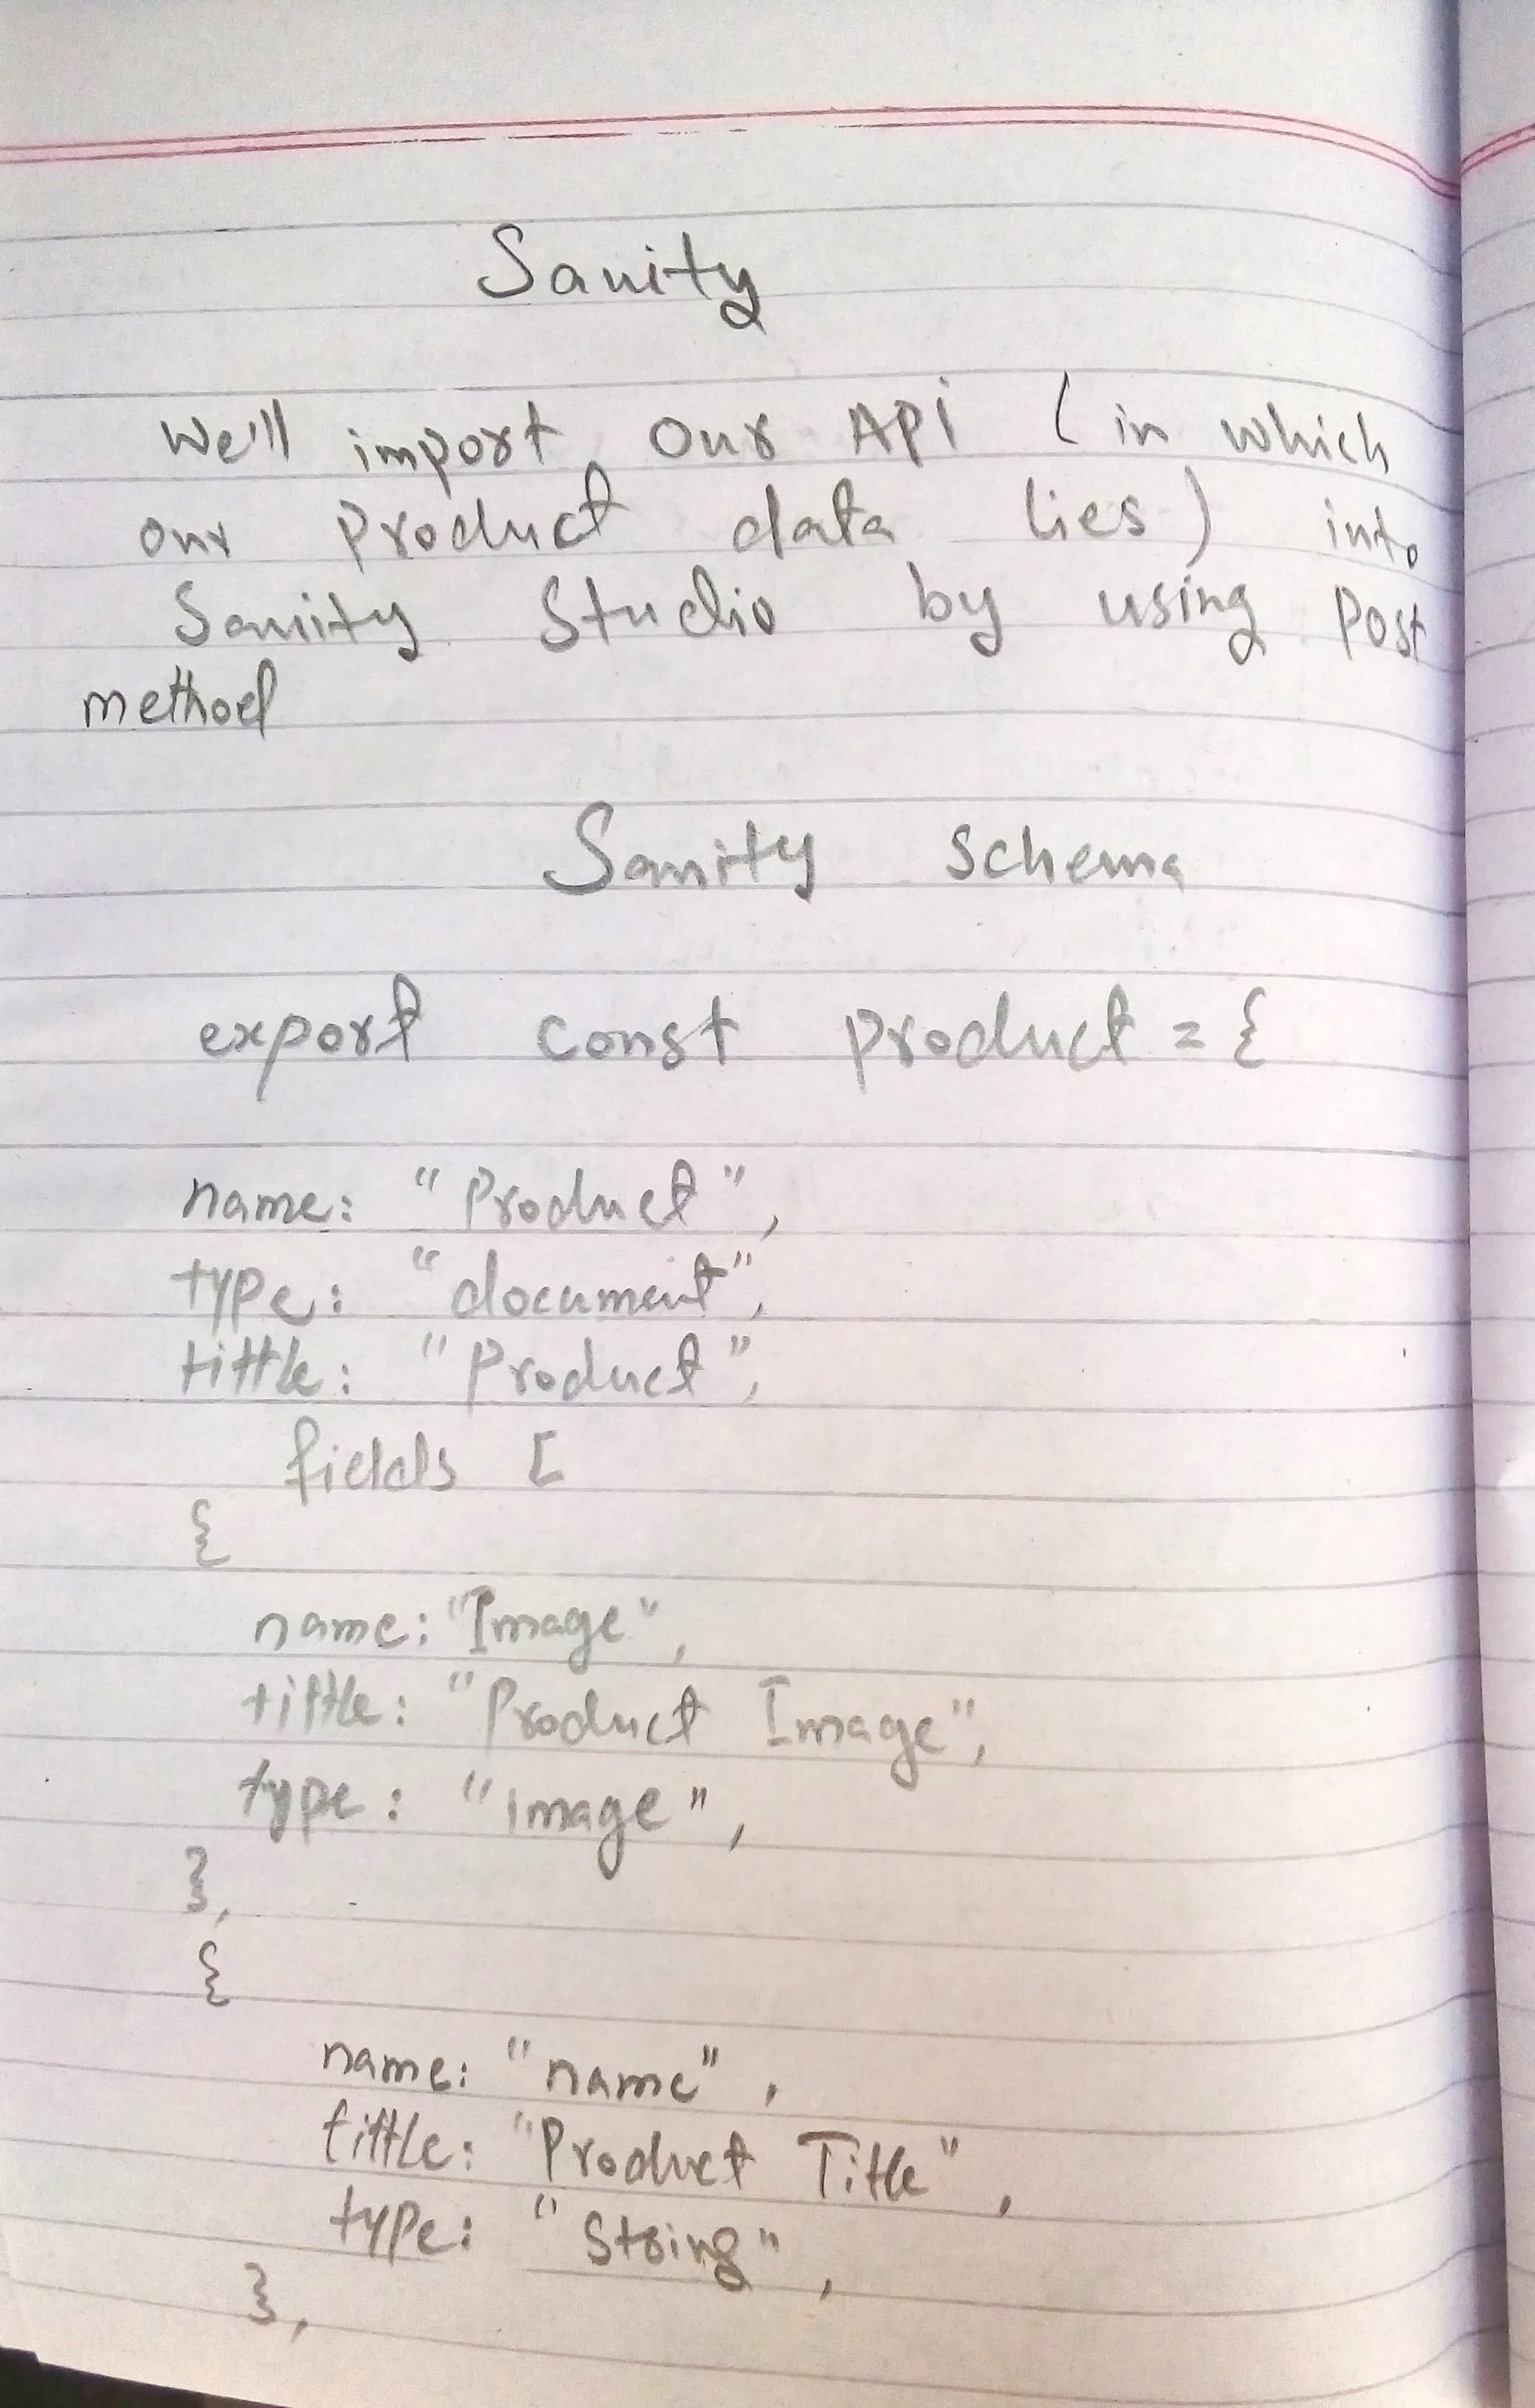 Sanity
We'll import our API (in which
our product data lies) into
Sanity Studio by using Post
method
Sanity Schema
export const product = {
name: "Product",
type: "document",
tittle: "Product",
fields [
{
name: "Image",
tittle: "Product Image",
type: "image",
},
{
name: "name",
tittle: "Product Title",
type: "String",
},